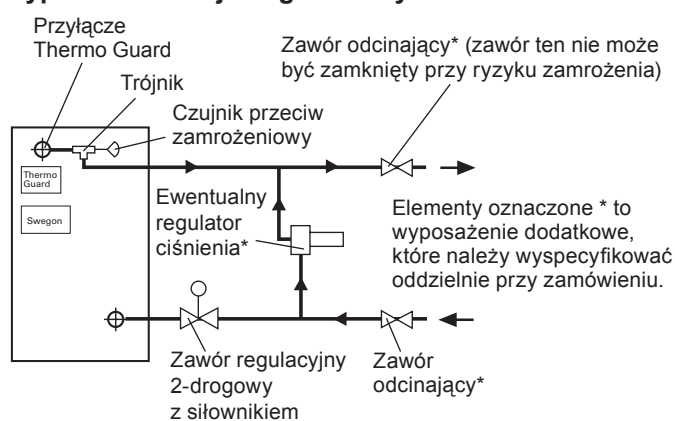 Przyłącze
Thermo Guard
Trójnik
Czujnik przeciw
zamrożeniowy
Zawór odcinający* (zawór ten nie może
być zamknięty przy ryzyku zamrożenia)
Thermo
Guard
Swegon
Ewentualny
regulator
ciśnienia*
Elementy oznaczone * to
wyposażenie dodatkowe,
które należy wyspecyfikować
oddzielnie przy zamówieniu.
Zawór regulacyjny
2-drogowy
z siłownikiem
Zawór
odcinający*